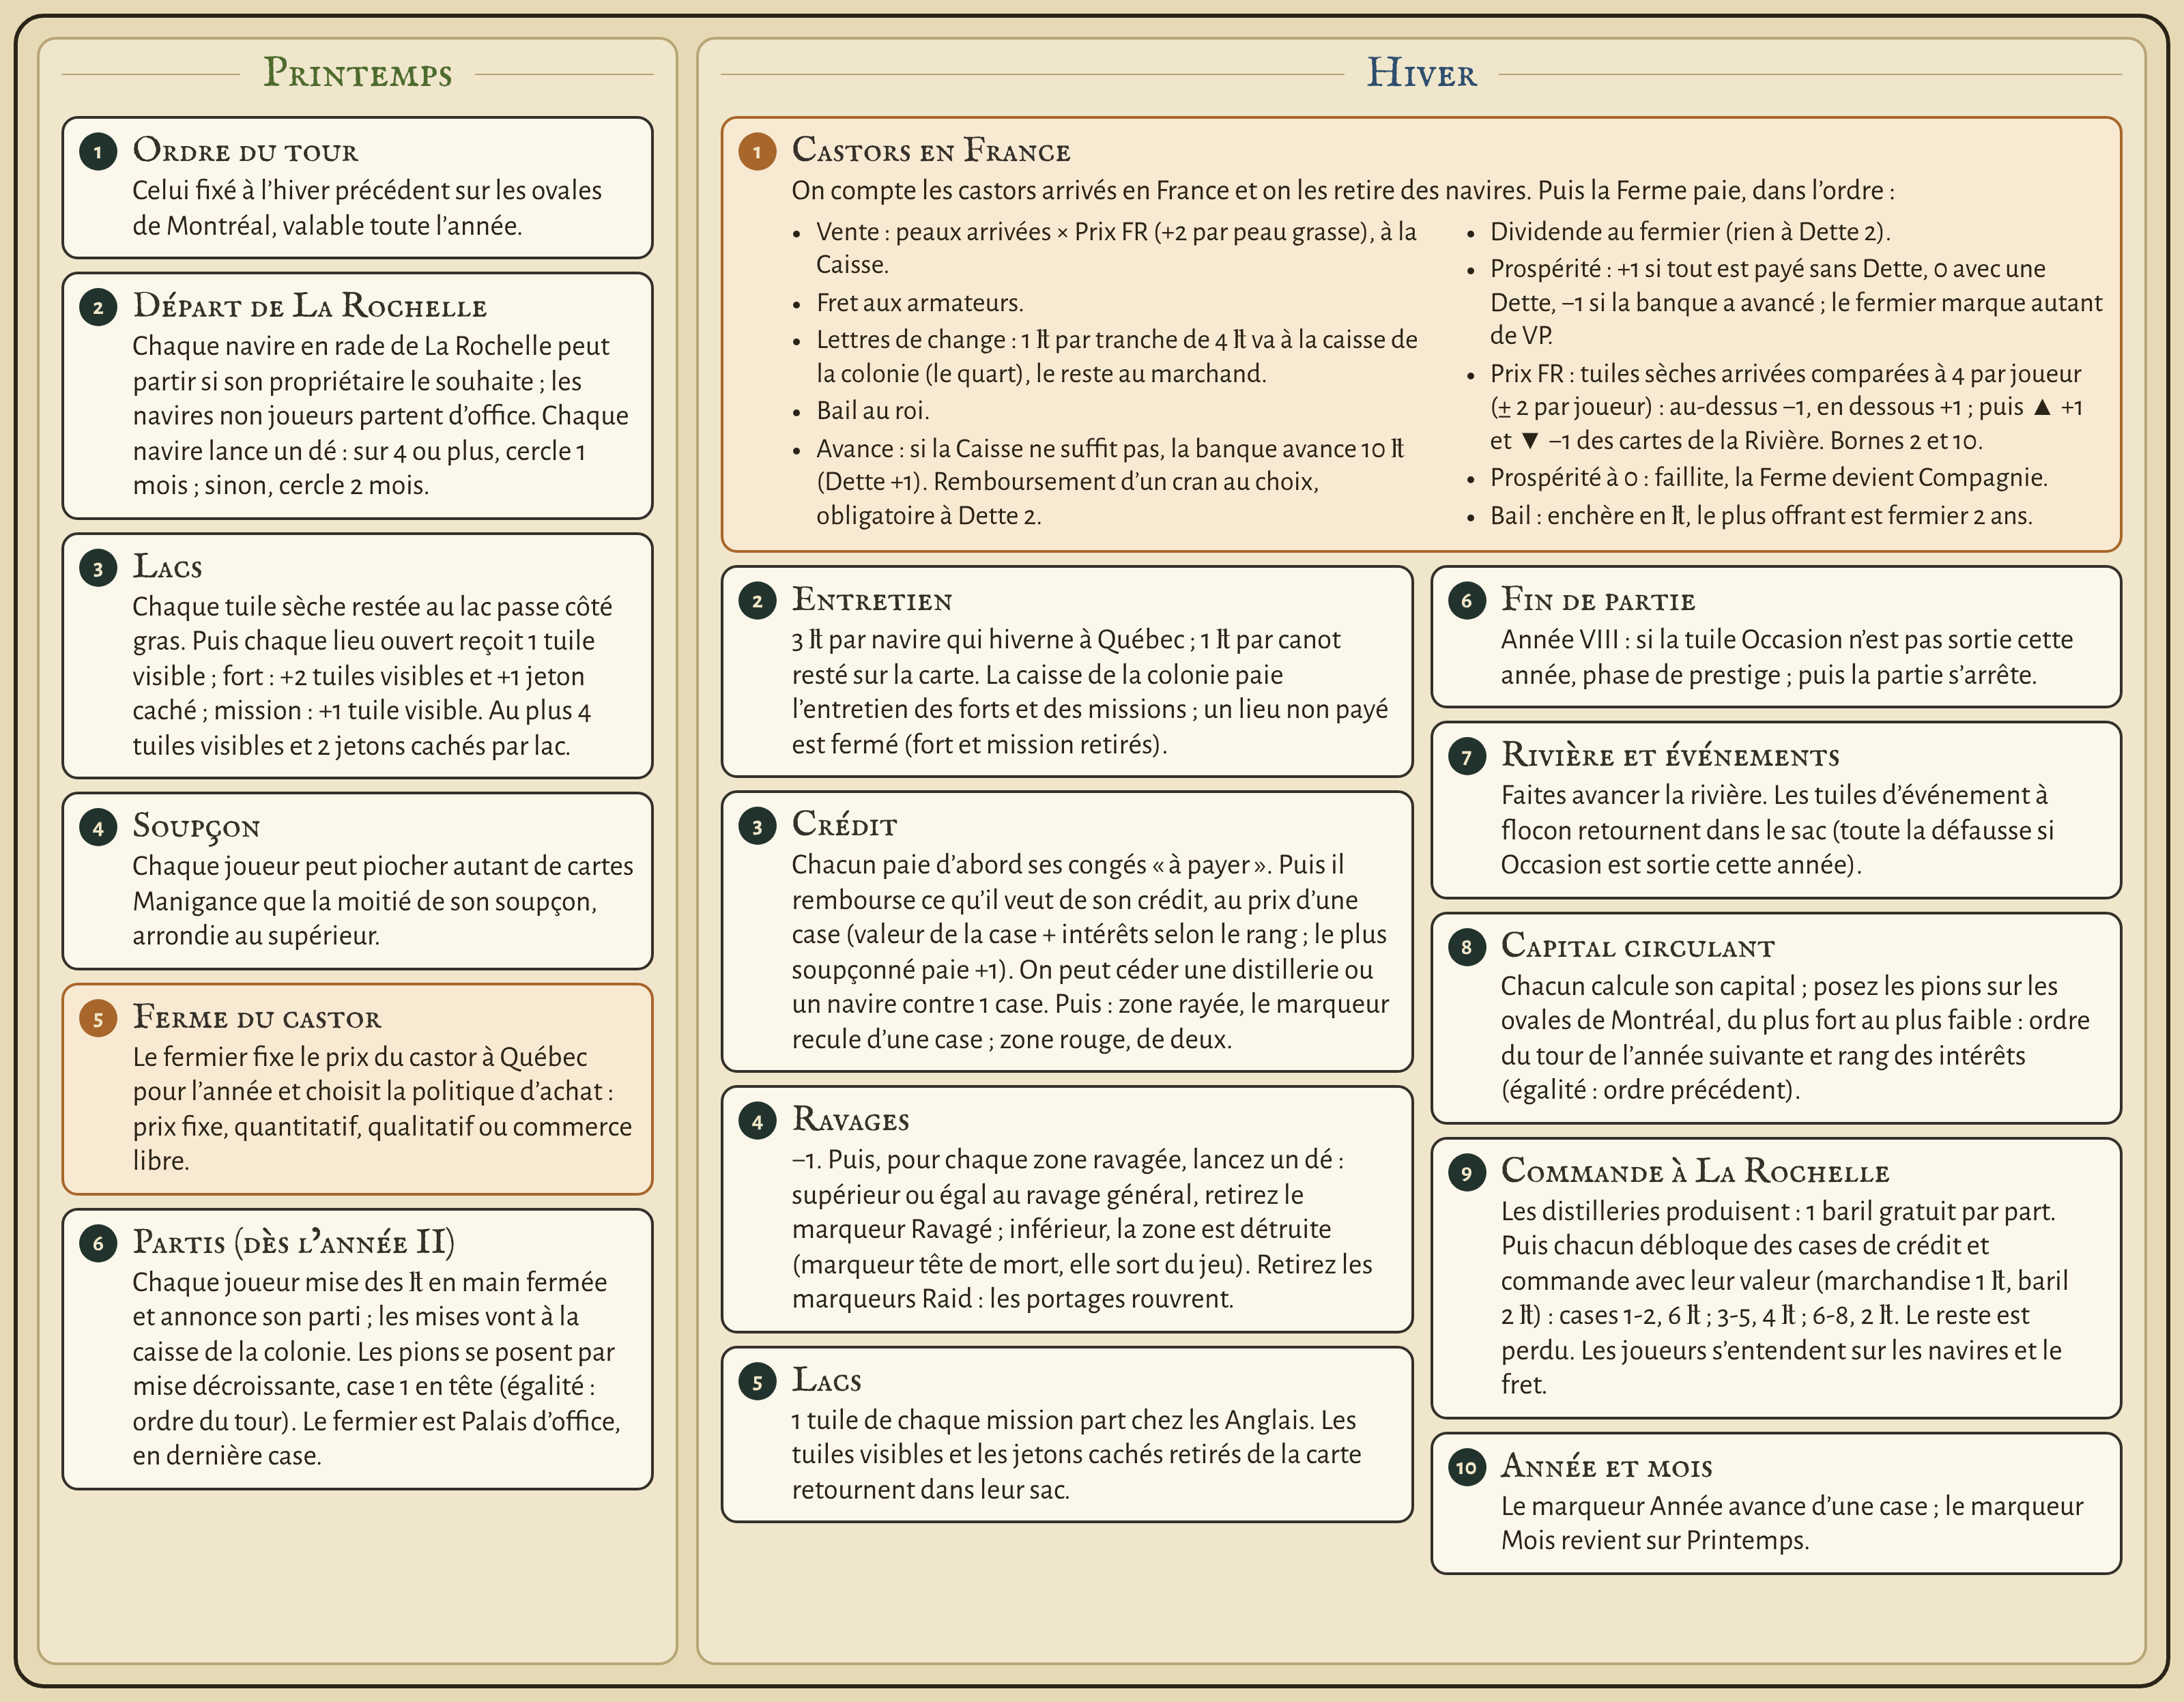 Printemps
1 Ordre du tour
Celui fixé à l’hiver précédent sur les ovales
de Montréal, valable toute l’année.
2 Départ de La Rochelle
Chaque navire en rade de La Rochelle peut
partir si son propriétaire le souhaite ; les
navires non joueurs partent d’office. Chaque
navire lance un dé : sur 4 ou plus, cercle 1
mois ; sinon, cercle 2 mois.
3 Lacs
Chaque tuile sèche restée au lac passe côté
gras. Puis chaque lieu ouvert reçoit 1 tuile
visible ; fort : +2 tuiles visibles et +1 jeton
caché ; mission : +1 tuile visible. Au plus 4
tuiles visibles et 2 jetons cachés par lac.
4 Soupçon
Chaque joueur peut piocher autant de cartes
Manigance que la moitié de son soupçon,
arrondie au supérieur.
5 Ferme du castor
Le fermier fixe le prix du castor à Québec
pour l’année et choisit la politique d’achat :
prix fixe, quantitatif, qualitatif ou commerce
libre.
6 Partis (dès l’année II)
Chaque joueur mise des ₶ en main fermée
et annonce son parti ; les mises vont à la
caisse de la colonie. Les pions se posent par
mise décroissante, case 1 en tête (égalité :
ordre du tour). Le fermier est Palais d’office,
en dernière case.
Hiver
1 Castors en France
On compte les castors arrivés en France et on les retire des navires. Puis la Ferme paie, dans l’ordre :
• Vente : peaux arrivées × Prix FR (+2 par peau grasse), à la
Caisse.
• Fret aux armateurs.
• Lettres de change : 1 ₶ par tranche de 4 ₶ va à la caisse de
la colonie (le quart), le reste au marchand.
• Bail au roi.
• Avance : si la Caisse ne suffit pas, la banque avance 10 ₶
(Dette +1). Remboursement d’un cran au choix,
obligatoire à Dette 2.
• Dividende au fermier (rien à Dette 2).
• Prospérité : +1 si tout est payé sans Dette, 0 avec une
Dette, −1 si la banque a avancé ; le fermier marque autant
de VP.
• Prix FR : tuiles sèches arrivées comparées à 4 par joueur
(± 2 par joueur) : au-dessus −1, en dessous +1 ; puis ▲ +1
et ▼ −1 des cartes de la Rivière. Bornes 2 et 10.
• Prospérité à 0 : faillite, la Ferme devient Compagnie.
• Bail : enchère en ₶, le plus offrant est fermier 2 ans.
2 Entretien
3 ₶ par navire qui hiverne à Québec ; 1 ₶ par canot
resté sur la carte. La caisse de la colonie paie
l’entretien des forts et des missions ; un lieu non payé
est fermé (fort et mission retirés).
3 Crédit
Chacun paie d’abord ses congés « à payer ». Puis il
rembourse ce qu’il veut de son crédit, au prix d’une
case (valeur de la case + intérêts selon le rang ; le plus
soupçonné paie +1). On peut céder une distillerie ou
un navire contre 1 case. Puis : zone rayée, le marqueur
recule d’une case ; zone rouge, de deux.
4 Ravages
−1. Puis, pour chaque zone ravagée, lancez un dé :
supérieur ou égal au ravage général, retirez le
marqueur Ravagé ; inférieur, la zone est détruite
(marqueur tête de mort, elle sort du jeu). Retirez les
marqueurs Raid : les portages rouvrent.
5 Lacs
1 tuile de chaque mission part chez les Anglais. Les
tuiles visibles et les jetons cachés retirés de la carte
retournent dans leur sac.
6 Fin de partie
Année VIII : si la tuile Occasion n’est pas sortie cette
année, phase de prestige ; puis la partie s’arrête.
7 Rivière et événements
Faites avancer la rivière. Les tuiles d’événement à
flocon retournent dans le sac (toute la défausse si
Occasion est sortie cette année).
8 Capital circulant
Chacun calcule son capital ; posez les pions sur les
ovales de Montréal, du plus fort au plus faible : ordre
du tour de l’année suivante et rang des intérêts
(égalité : ordre précédent).
9 Commande à La Rochelle
Les distilleries produisent : 1 baril gratuit par part.
Puis chacun débloque des cases de crédit et
commande avec leur valeur (marchandise 1 ₶, baril
2 ₶) : cases 1-2, 6 ₶ ; 3-5, 4 ₶ ; 6-8, 2 ₶. Le reste est
perdu. Les joueurs s’entendent sur les navires et le
fret.
10 Année et mois
Le marqueur Année avance d’une case ; le marqueur
Mois revient sur Printemps.